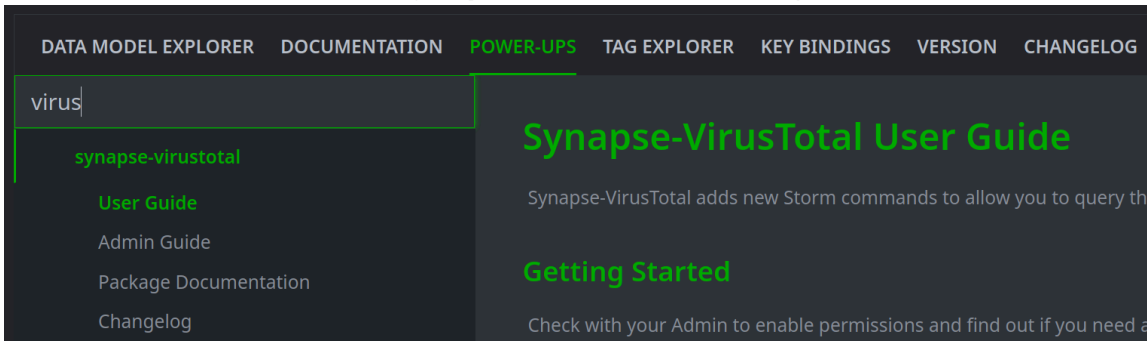 DATA MODEL EXPLORER DOCUMENTATION POWER-UPS TAG EXPLORER KEY BINDINGS VERSION CHANGELOG
virus
synapse-virustotal
User Guide
Admin Guide
Package Documentation
Changelog
Synapse-VirusTotal User Guide
Synapse-VirusTotal adds new Storm commands to allow you to query th
Getting Started
Check with your Admin to enable permissions and find out if you need a